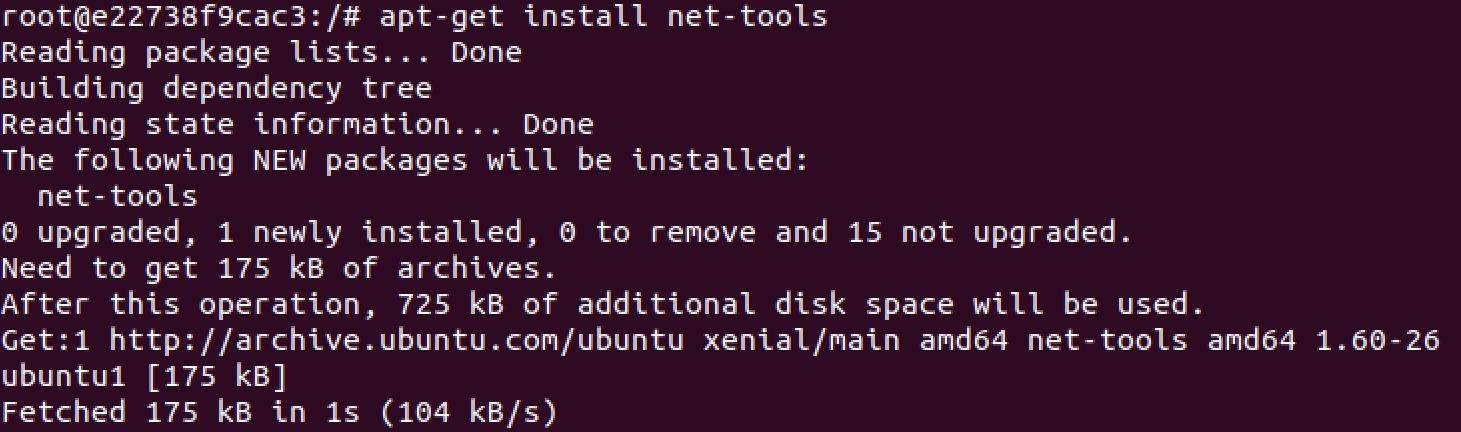 root@e22738f9cac3:/# apt-get install net-tools
Reading package lists... Done
Building dependency tree
Reading state information... Done
The following NEW packages will be installed:
  net-tools
0 upgraded, 1 newly installed, 0 to remove and 15 not upgraded.
Need to get 175 kB of archives.
After this operation, 725 kB of additional disk space will be used.
Get:1 http://archive.ubuntu.com/ubuntu xenial/main amd64 net-tools amd64 1.60-26
ubuntu1 [175 kB]
Fetched 175 kB in 1s (104 kB/s)